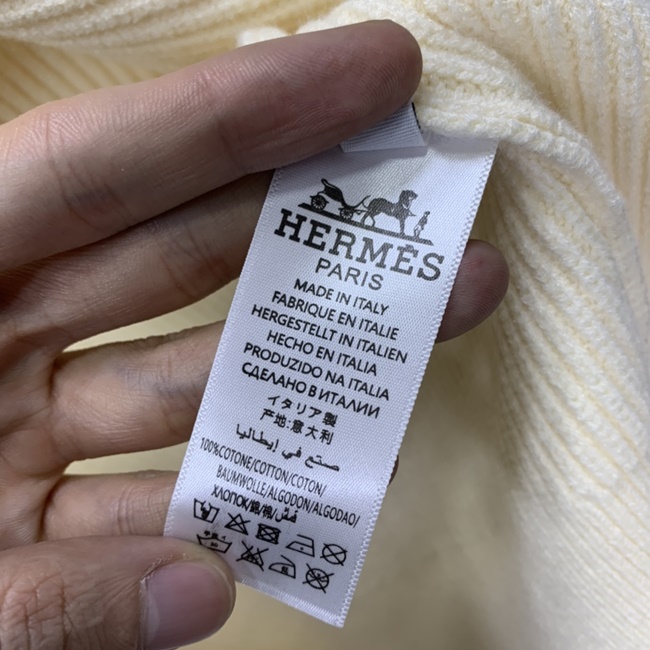 HERMÈS
PARIS
MADE IN ITALY
FABRIQUE EN ITALIE
HERGESTELLT IN ITALIEN
HECHO EN ITALIA
PRODUZIDO NA ITALIA
СДЕЛАНО В ИТАЛИИ
イタリア製
产地:意大利
صنع في إيطاليا
100%COTONE/COTTON/COTON/
BAUMWOLLE/ALGODON/ALGODAO/
ХЛОПОК/綿/棉/